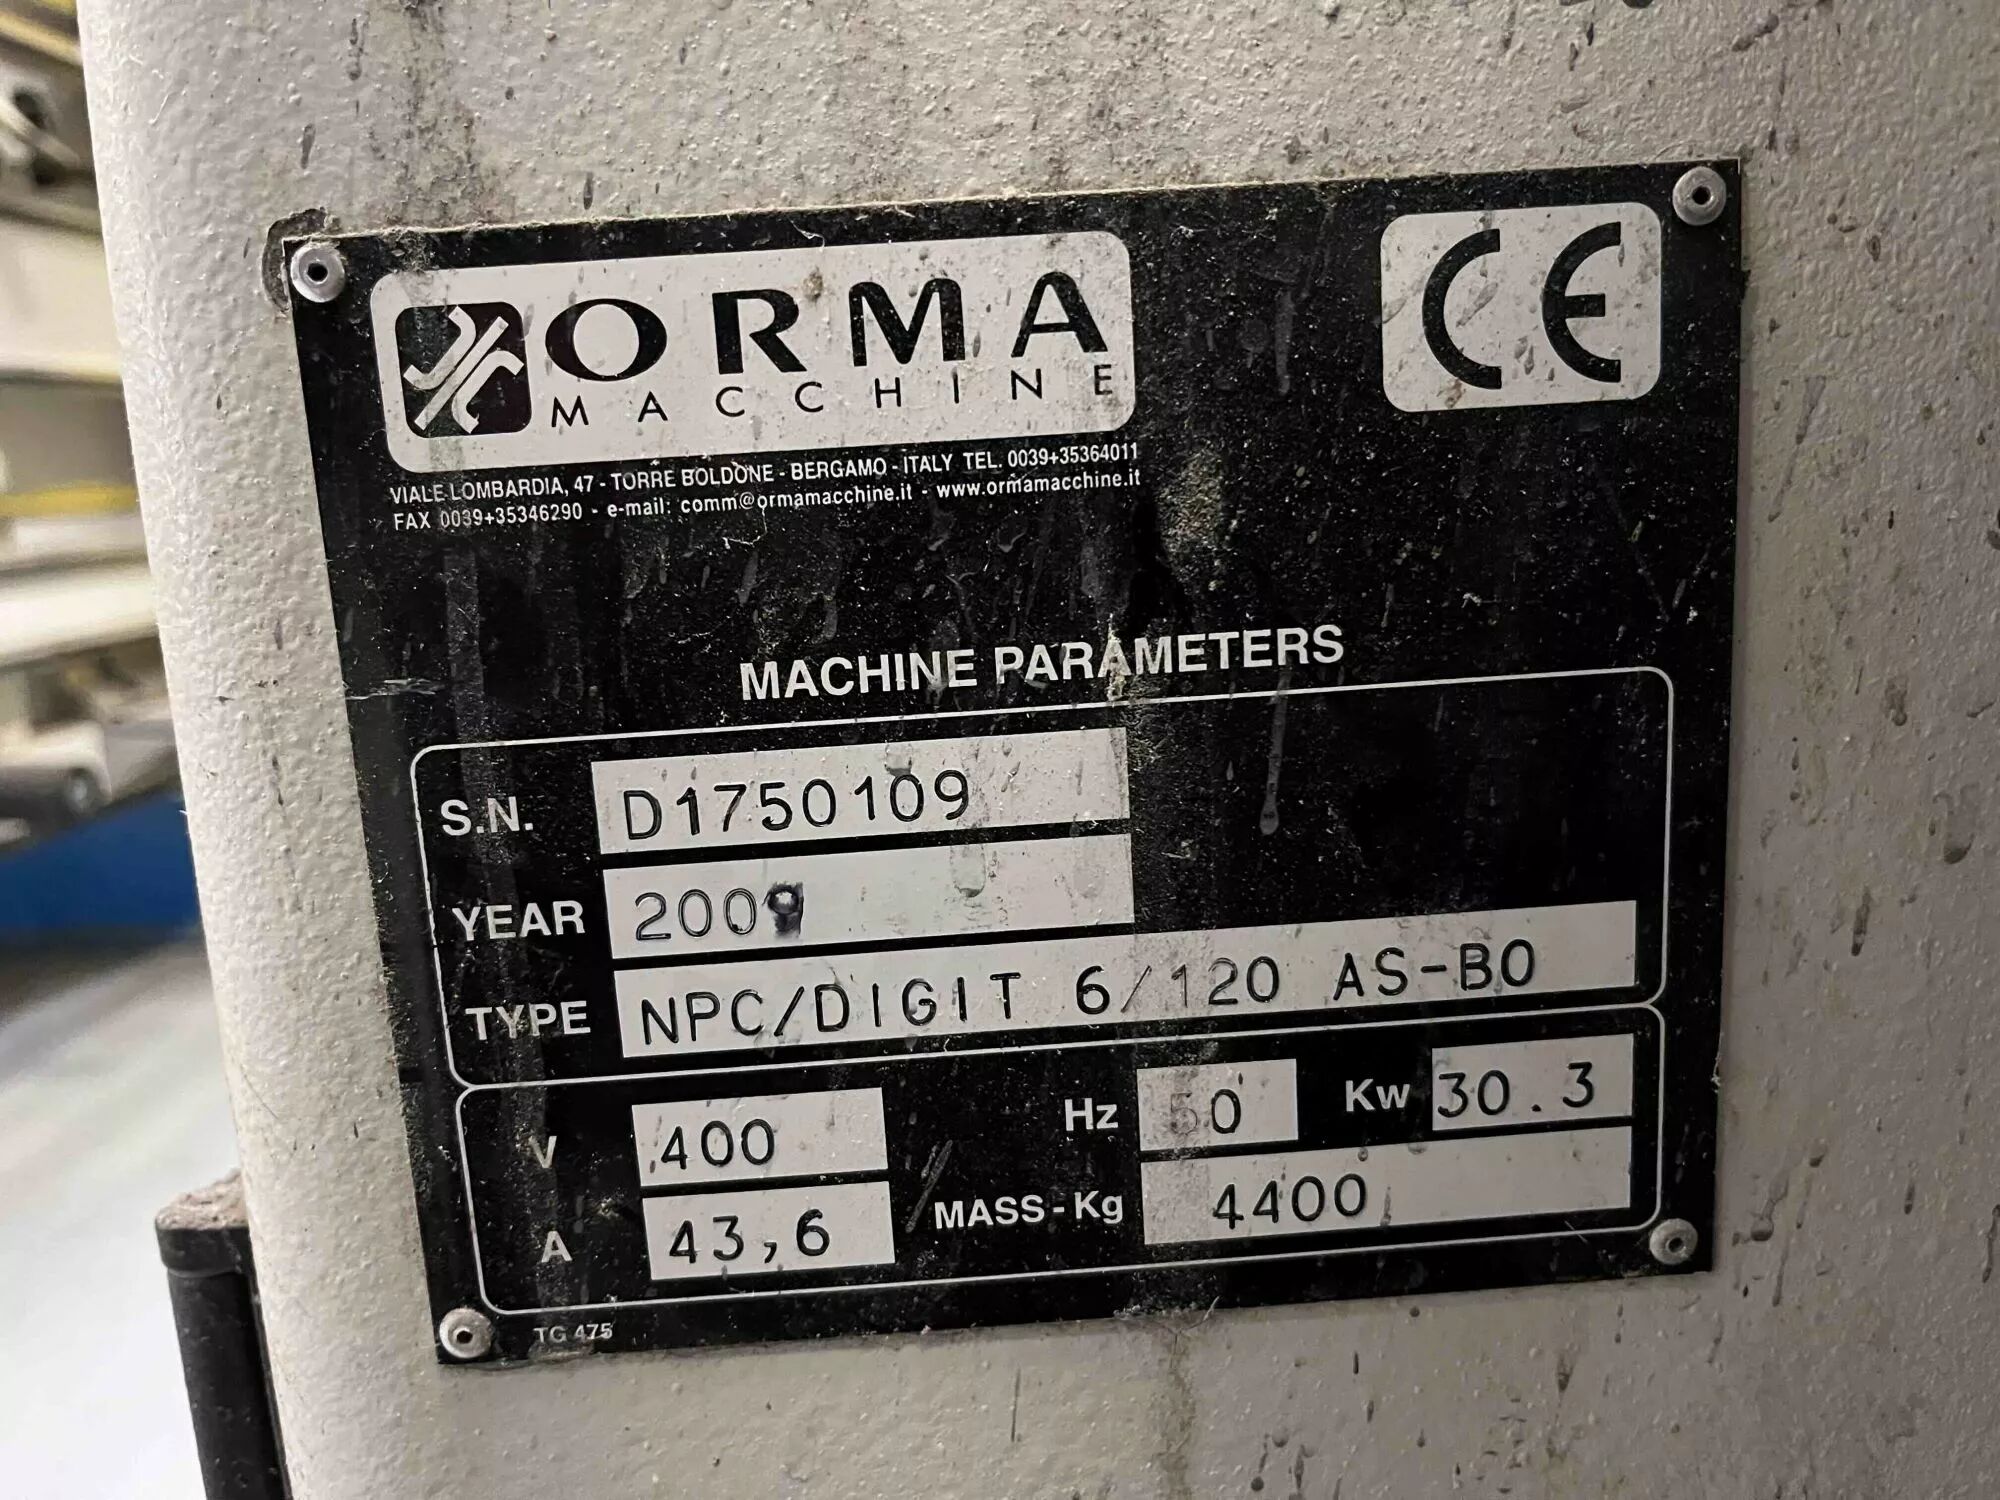 ORMA
MACCHINE
CE
VIALE LOMBARDIA, 47 - TORRE BOLDONE - BERGAMO - ITALY TEL. 0039+35364011
FAX 0039+35346290 - e-mail: comm@ormamacchine.it - www.ormamacchine.it
MACHINE PARAMETERS
S.N. D1750109
YEAR 2009
TYPE NPC/DIGIT 6/120 AS-BO
V 400 Hz 50 Kw 30.3
A 43,6 MASS-Kg 4400
TG 475